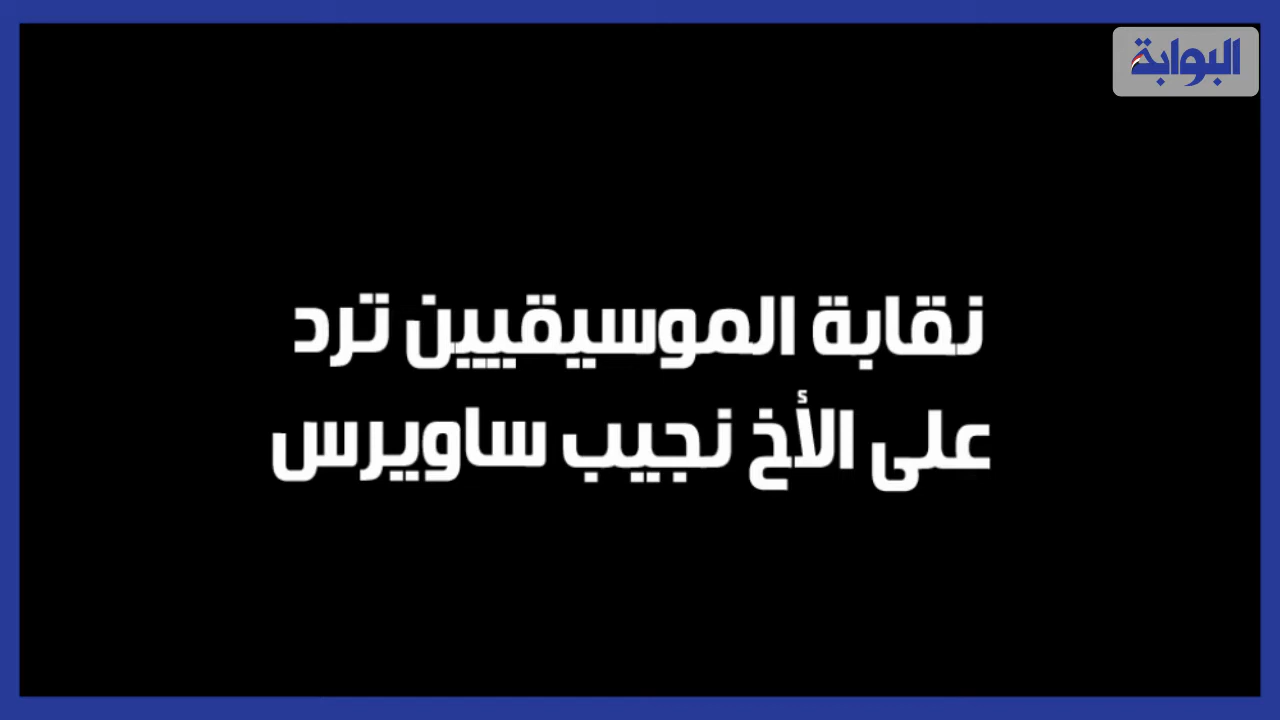 البوابة
نقابة الموسيقيين ترد
على الأخ نجيب ساويرس